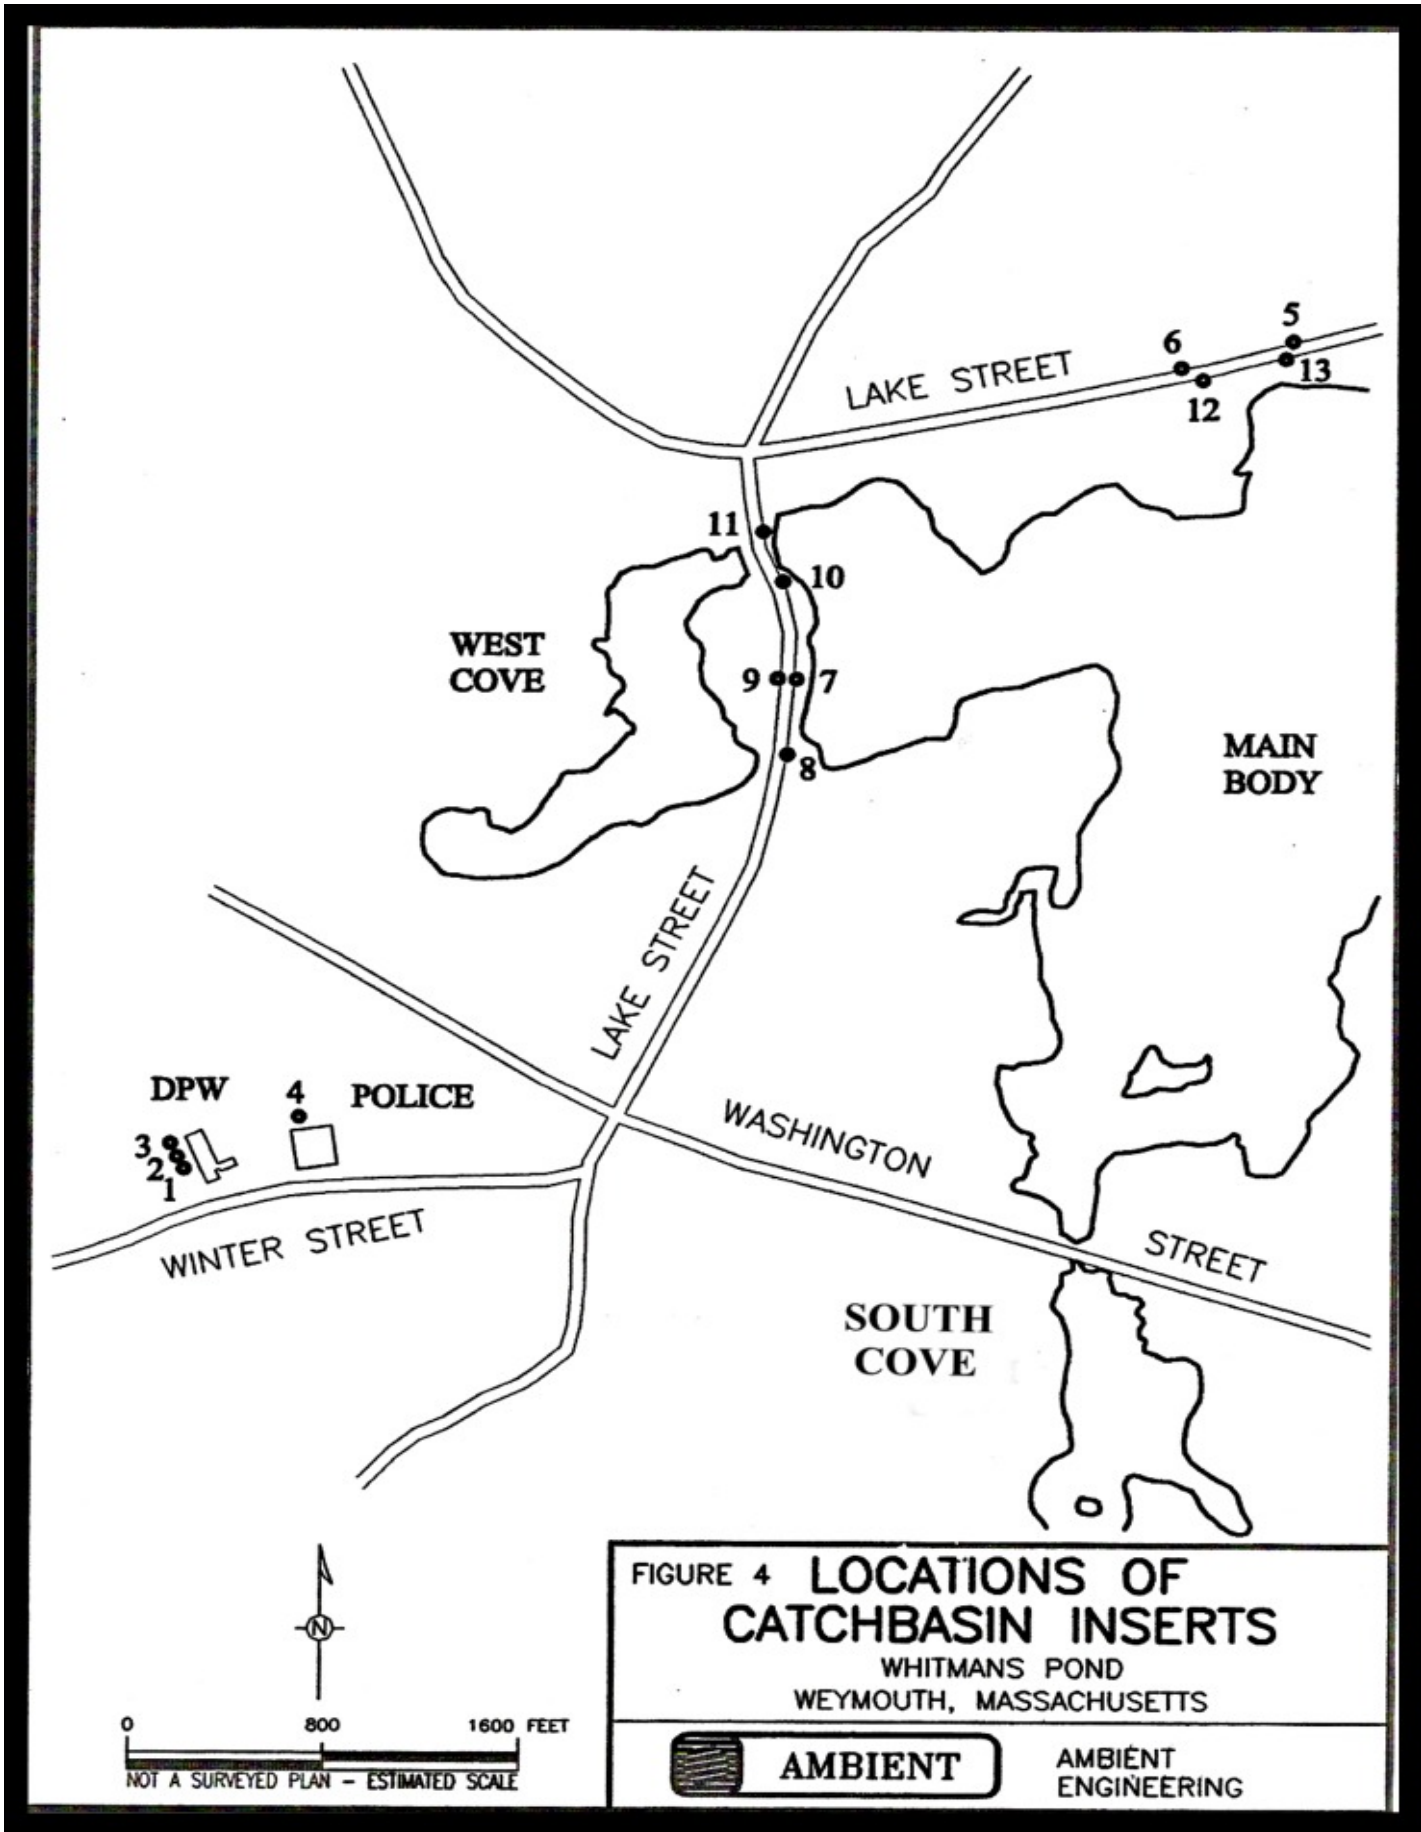 5
6
LAKE STREET
13
12
11
10
WEST
COVE
9
7
MAIN
BODY
8
LAKE STREET
DPW
4
POLICE
3
2
1
WASHINGTON
STREET
WINTER STREET
SOUTH
COVE
FIGURE 4 LOCATIONS OF
CATCHBASIN INSERTS
WHITMANS POND
WEYMOUTH, MASSACHUSETTS
N
0 800 1600 FEET
NOT A SURVEYED PLAN - ESTIMATED SCALE
AMBIENT
AMBIENT
ENGINEERING